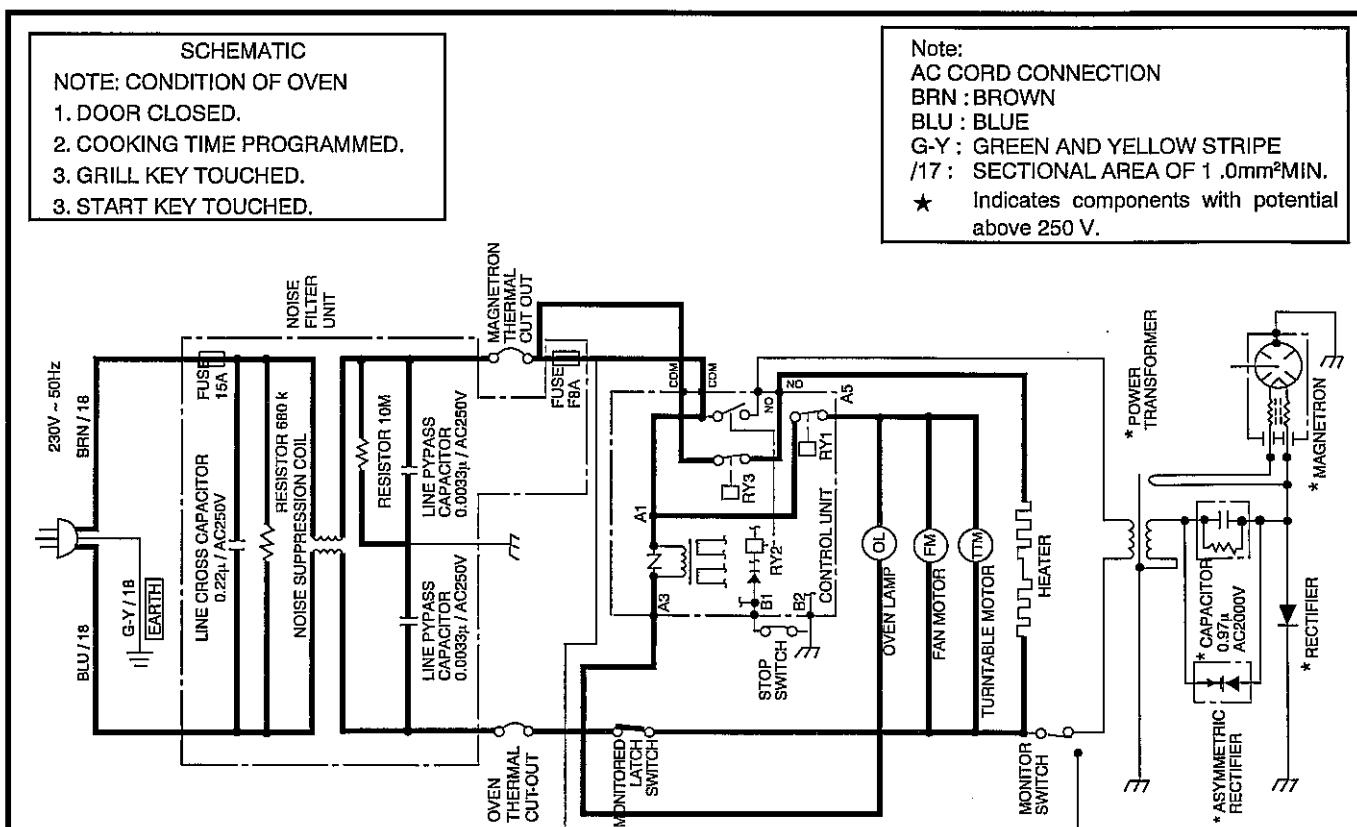 SCHEMATIC
NOTE: CONDITION OF OVEN
1. DOOR CLOSED.
2. COOKING TIME PROGRAMMED.
3. GRILL KEY TOUCHED.
3. START KEY TOUCHED.
Note:
AC CORD CONNECTION
BRN : BROWN
BLU : BLUE
G-Y : GREEN AND YELLOW STRIPE
/17 : SECTIONAL AREA OF 1 .0mm²MIN.
★ Indicates components with potential
above 250 V.
230V ~ 50Hz
BRN / 18
G-Y / 18
EARTH
BLU / 18
NOISE
FILTER
UNIT
FUSE
15A
LINE CROSS CAPACITOR
0.22µ / AC250V
RESISTOR 680 k
NOISE SUPPRESSION COIL
RESISTOR 10M
LINE PYPASS
CAPACITOR
0.0033µ / AC250V
LINE PYPASS
CAPACITOR
0.0033µ / AC250V
MAGNETRON
THERMAL
CUT OUT
FUSE
F8A
OVEN
THERMAL
CUT-OUT
MONITORED
LATCH
SWITCH
COM
COM
NO
NO
A5
A1
A3
RY3
RY1
RY2
B1
B2
CONTROL UNIT
STOP
SWITCH
OL
OVEN LAMP
FM
FAN MOTOR
TTM
TURNTABLE MOTOR
HEATER
MONITOR
SWITCH
* POWER
TRANSFORMER
* MAGNETRON
* CAPACITOR
0.97µ
AC2000V
* RECTIFIER
* ASYMMETRIC
RECTIFIER